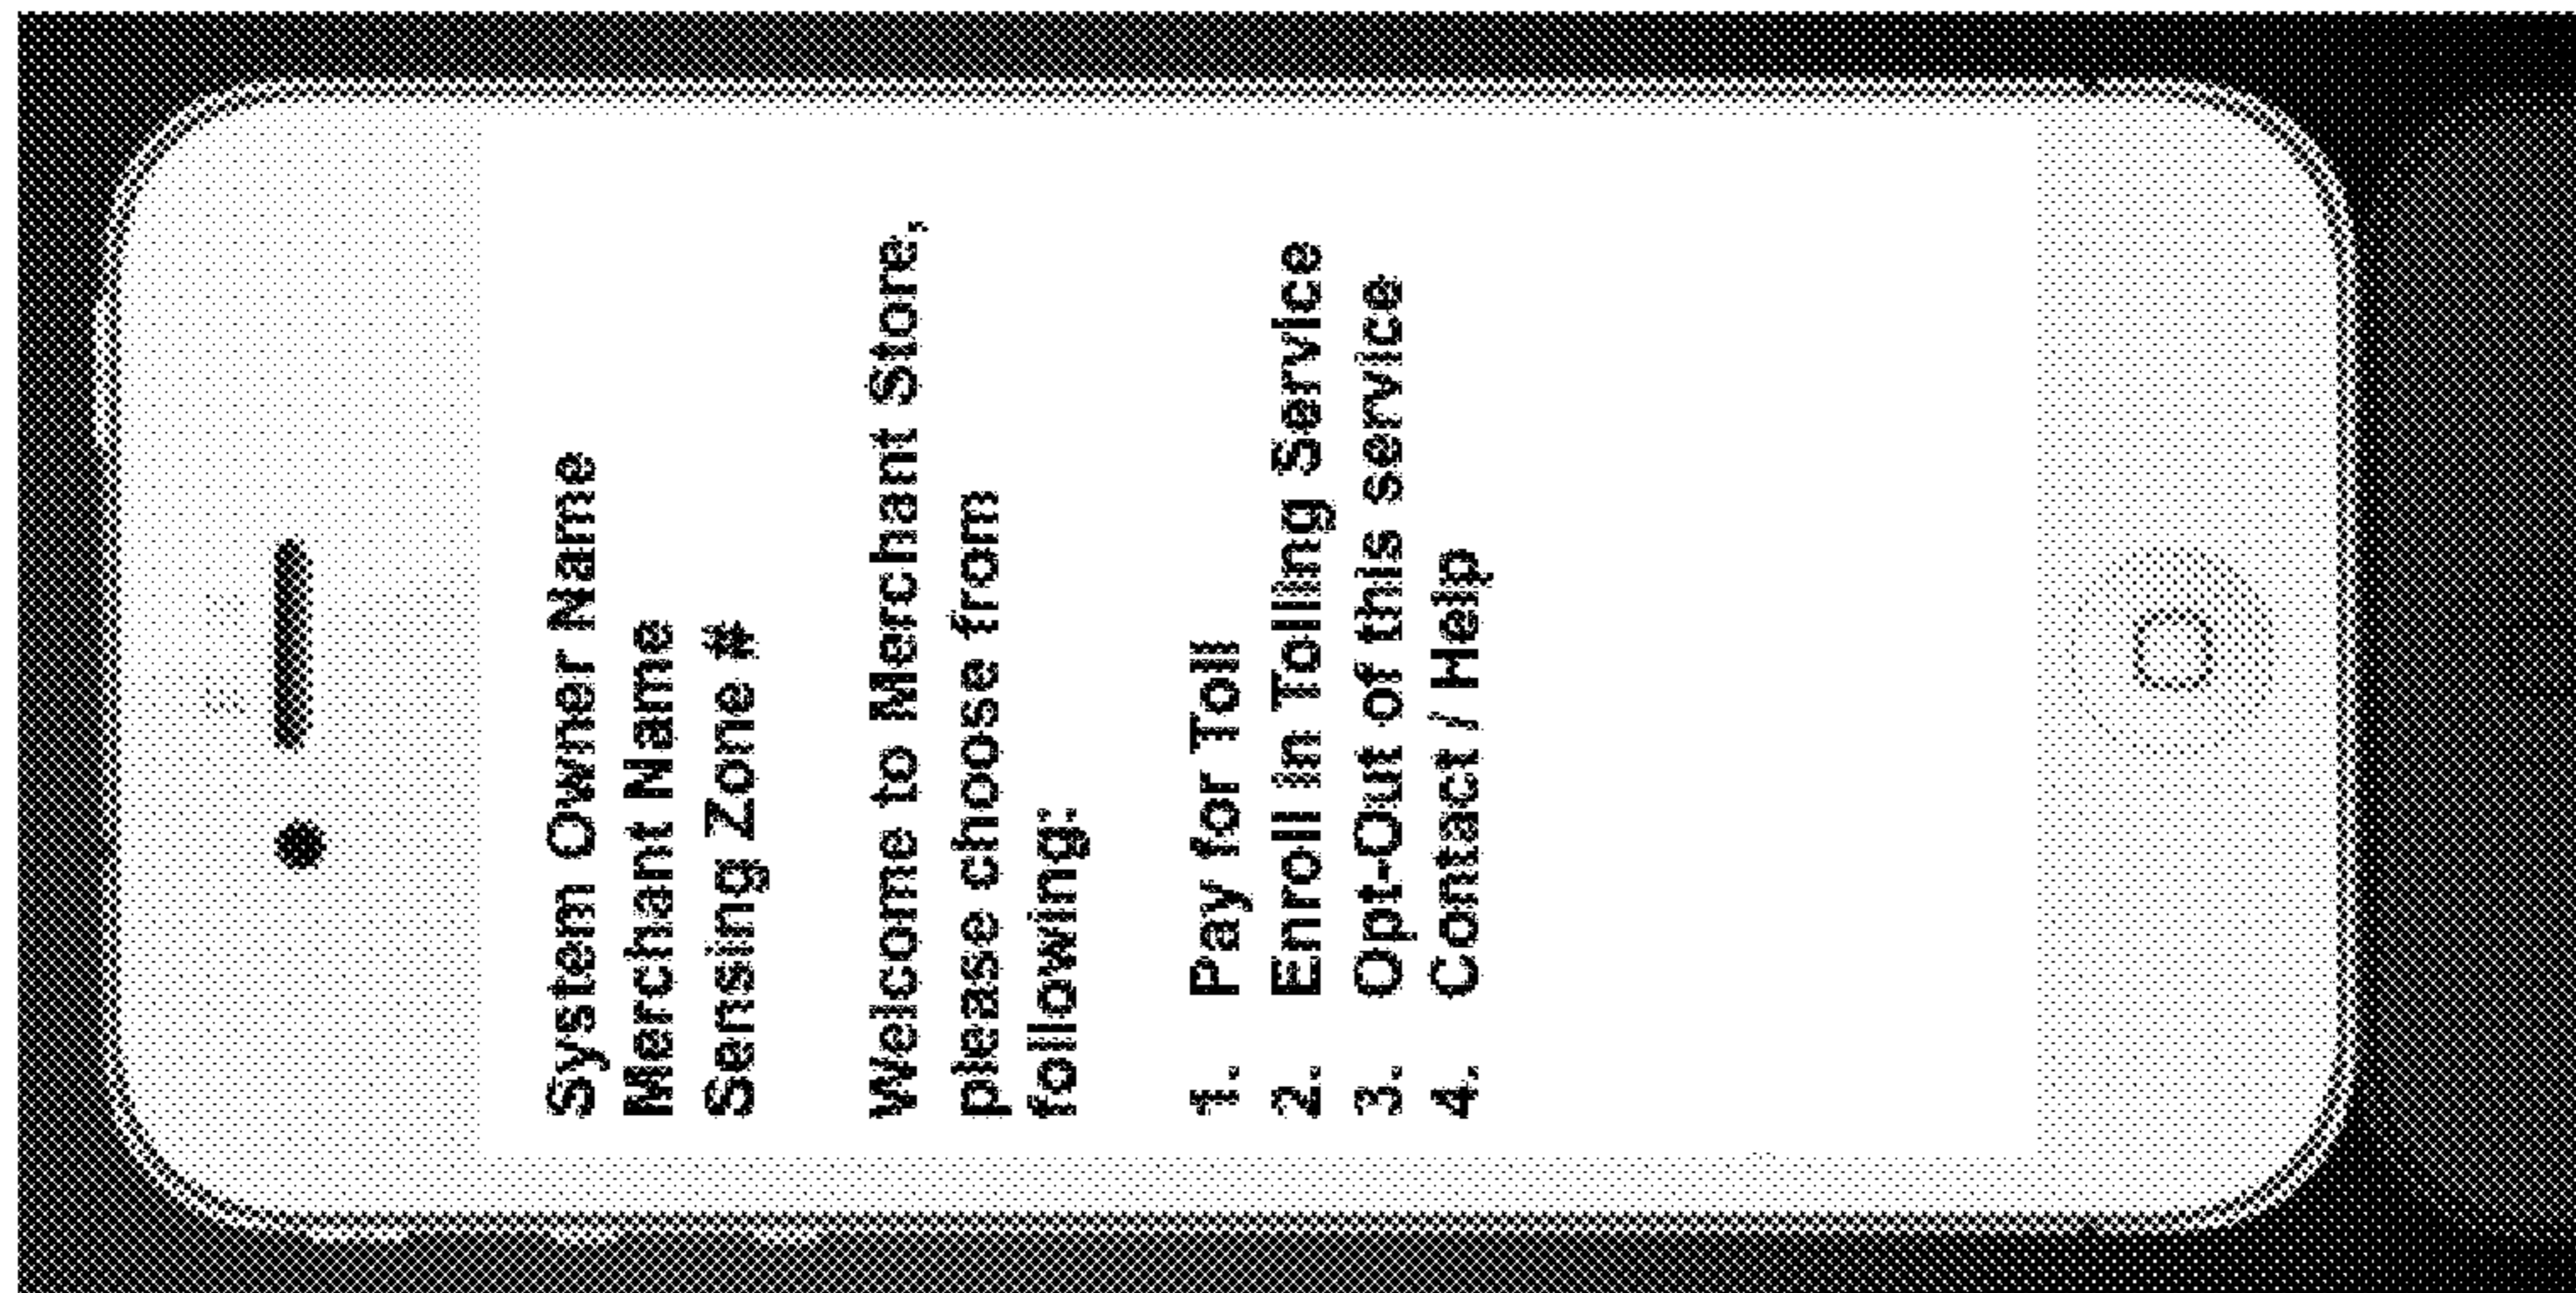 System Owner Name
Merchant Name
Sensing Zone #
Welcome to Merchant Store,
please choose from
following:
1. Pay for Toll
2. Enroll in Tolling Service
3. Opt-Out of this service
4. Contact / Help